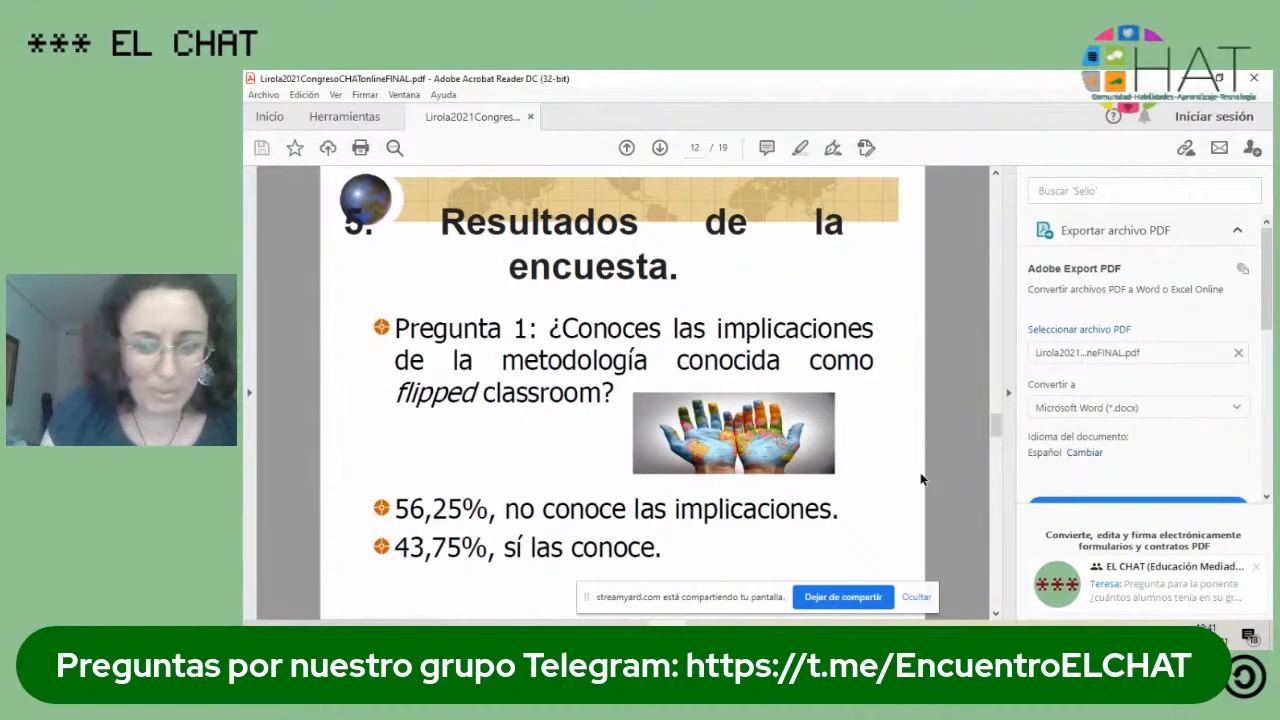 *** EL CHAT
HAT
Comunidad·Habilidades·Aprendizaje·Tecnología
Lirola2021CongresoCHATonlineFINAL.pdf - Adobe Acrobat Reader DC (32-bit)
Archivo Edición Ver Firmar Ventana Ayuda
Inicio Herramientas Lirola2021Congres... Iniciar sesión
12 / 19
5. Resultados de la
encuesta.
Pregunta 1: ¿Conoces las implicaciones
de la metodología conocida como
flipped classroom?
56,25%, no conoce las implicaciones.
43,75%, sí las conoce.
Buscar 'Sello'
Exportar archivo PDF
Adobe Export PDF
Convertir archivos PDF a Word o Excel Online
Seleccionar archivo PDF
Lirola2021...neFINAL.pdf
Convertir a
Microsoft Word (*.docx)
Idioma del documento:
Español Cambiar
Convierte, edita y firma electrónicamente
formularios y contratos PDF
EL CHAT (Educación Mediad...
Teresa: Pregunta para la ponente
¿cuántos alumnos tenía en su gr...
***
streamyard.com está compartiendo tu pantalla. Dejar de compartir Ocultar
18
Preguntas por nuestro grupo Telegram: https://t.me/EncuentroELCHAT